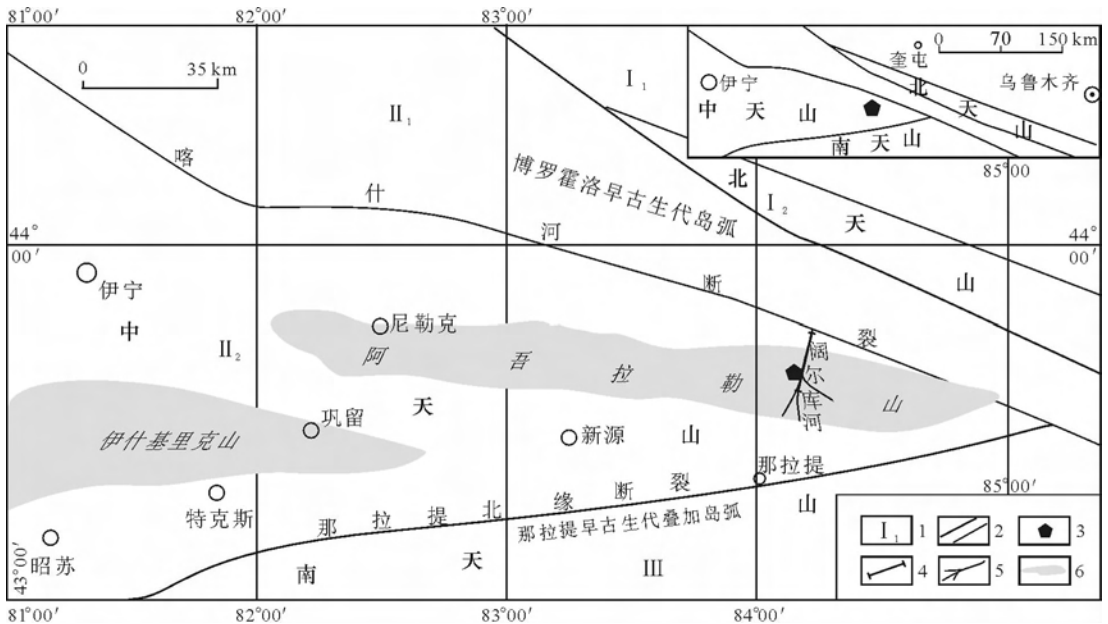 81°00′
82°00′
83°00′
0 35 km
Ⅰ₁
Ⅱ₁
奎屯
0 70 150 km
伊宁
乌鲁木齐
北天山
中天山
南天山
85°00
喀什河断裂
博罗霍洛早古生代岛弧
北天山
Ⅰ₂
44°
00′
44°
00′
伊宁
中天山
Ⅱ₂
尼勒克
阿吾拉勒山
阔尔库河
伊什基里克山
巩留
新源
那拉提
特克斯
昭苏
那拉提北缘断裂
那拉提早古生代叠加岛弧
南天山
Ⅲ
85°00′
43°00′
Ⅰ₁ 1
2
3
4
5
6
81°00′
82°00′
83°00′
84°00′